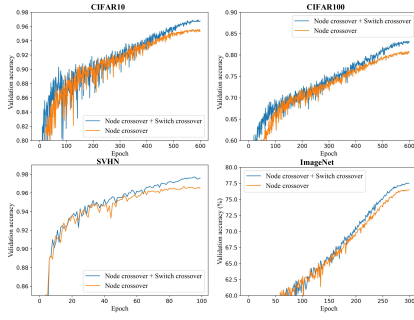 CIFAR10
0.98
0.96
0.94
0.92
0.90
0.88
0.86
0.84
0.82
0.80
Validation accuracy
Node crossover + Switch crossover
Node crossover
0 100 200 300 400 500 600
Epoch
CIFAR100
0.90
0.85
0.80
0.75
0.70
0.65
0.60
Validation accuracy
Node crossover + Switch crossover
Node crossover
0 100 200 300 400 500 600
Epoch
SVHN
0.98
0.96
0.94
0.92
0.90
0.88
0.86
Validation accuracy
Node crossover + Switch crossover
Node crossover
0 20 40 60 80 100
Epoch
ImageNet
80.0
77.5
75.0
72.5
70.0
67.5
65.0
62.5
60.0
Validation accuracy (%)
Node crossover + Switch crossover
Node crossover
0 50 100 150 200 250 300
Epoch